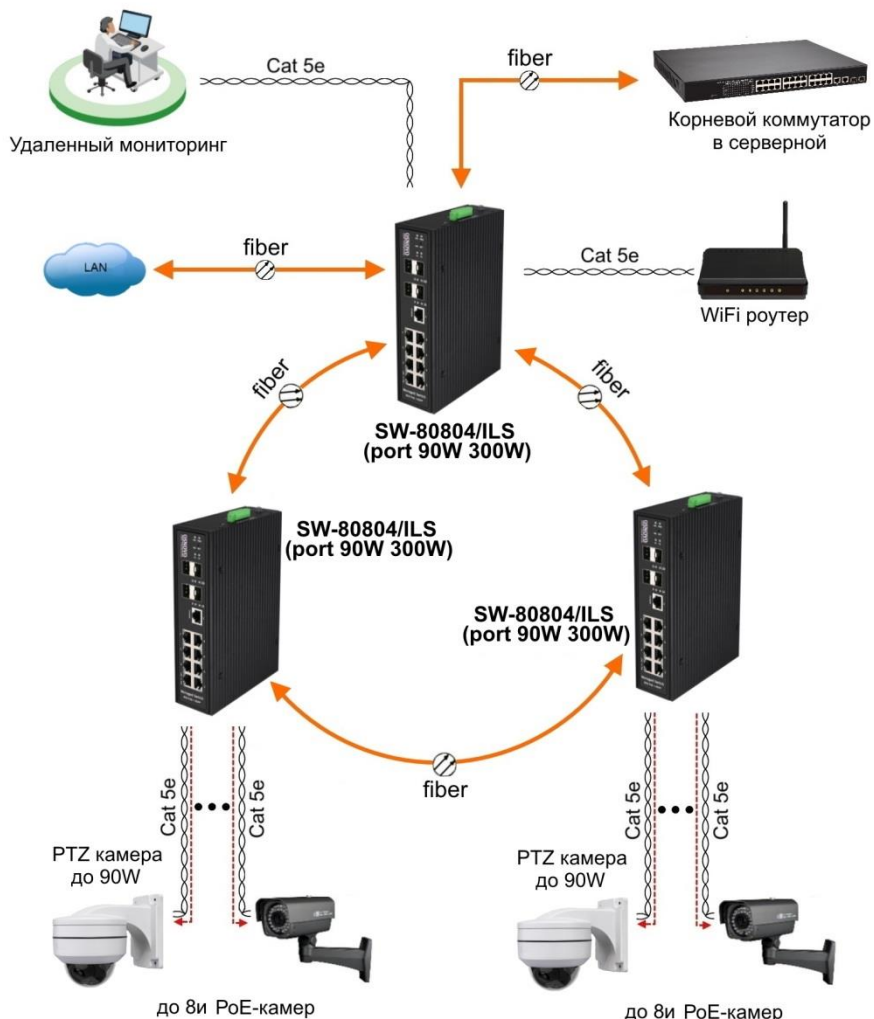 Cat 5e
fiber
Удаленный мониторинг
Корневой коммутатор
в серверной
LAN
fiber
Cat 5e
WiFi роутер
fiber
fiber
SW-80804/ILS
(port 90W 300W)
SW-80804/ILS
(port 90W 300W)
SW-80804/ILS
(port 90W 300W)
fiber
Cat 5e
Cat 5e
Cat 5e
Cat 5e
PTZ камера
до 90W
PTZ камера
до 90W
до 8и PoE-камер
до 8и PoE-камер